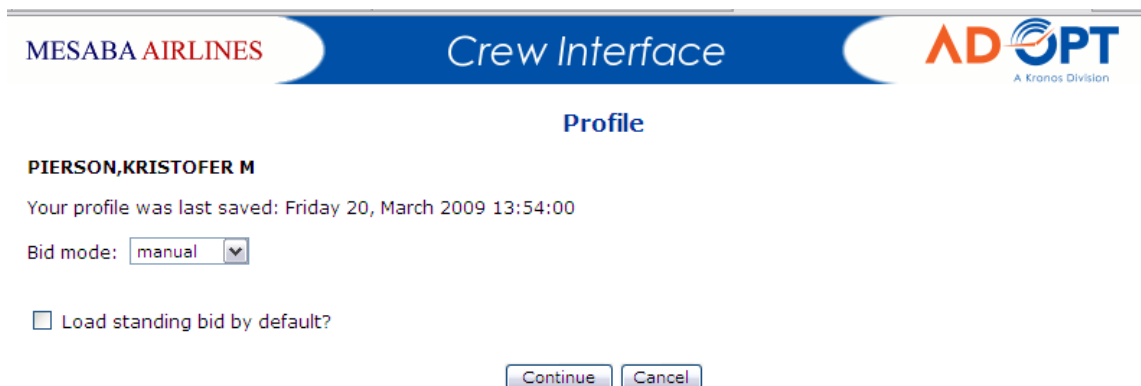 MESABA AIRLINES
Crew Interface
ADOPT
A Kronos Division
Profile
PIERSON,KRISTOFER M
Your profile was last saved: Friday 20, March 2009 13:54:00
Bid mode: manual
Load standing bid by default?
Continue Cancel